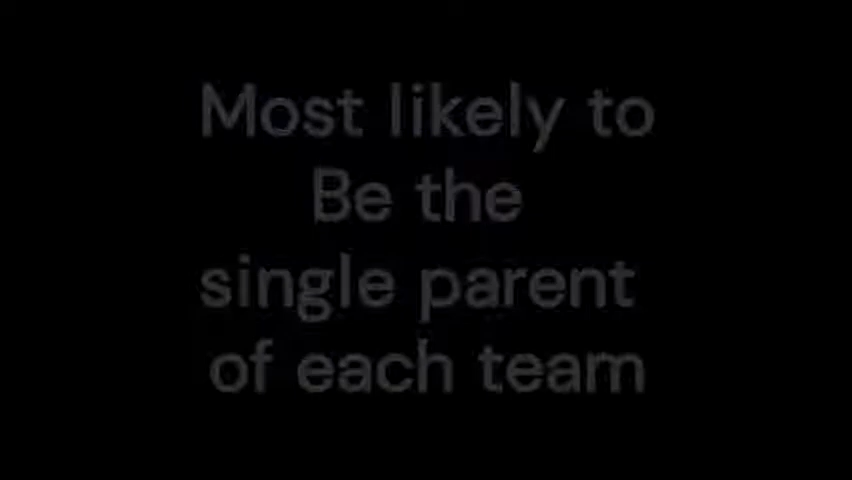 Most likely to
Be the
single parent
of each team